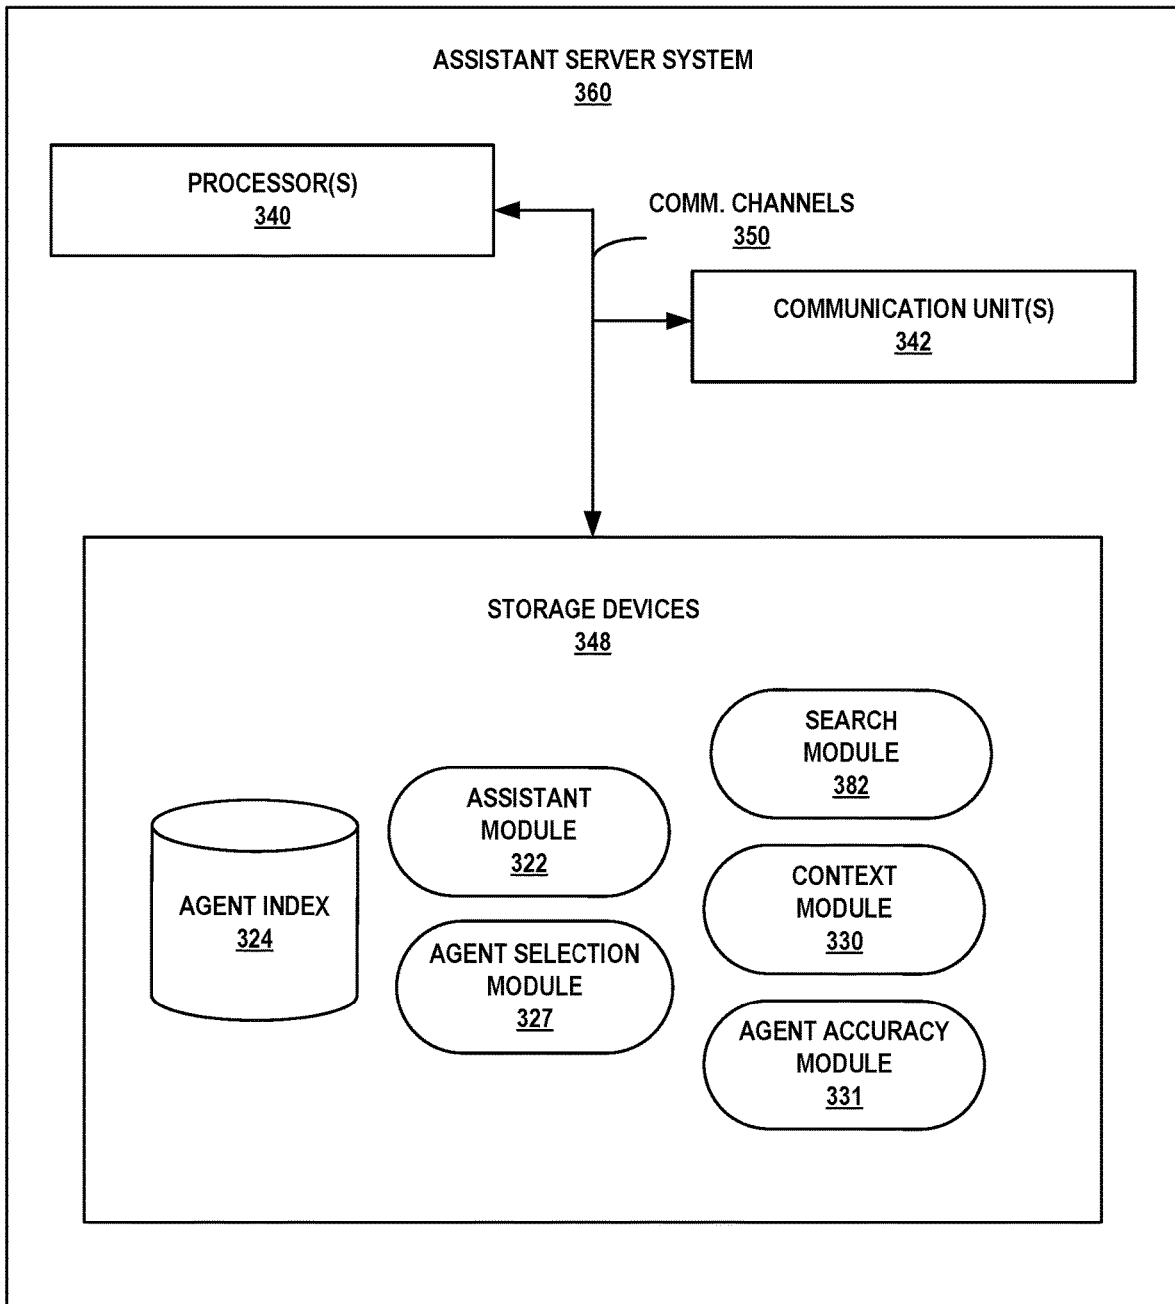 ASSISTANT SERVER SYSTEM
360
PROCESSOR(S)
340
COMM. CHANNELS
350
COMMUNICATION UNIT(S)
342
STORAGE DEVICES
348
SEARCH
MODULE
382
ASSISTANT
MODULE
322
AGENT INDEX
324
CONTEXT
MODULE
330
AGENT SELECTION
MODULE
327
AGENT ACCURACY
MODULE
331